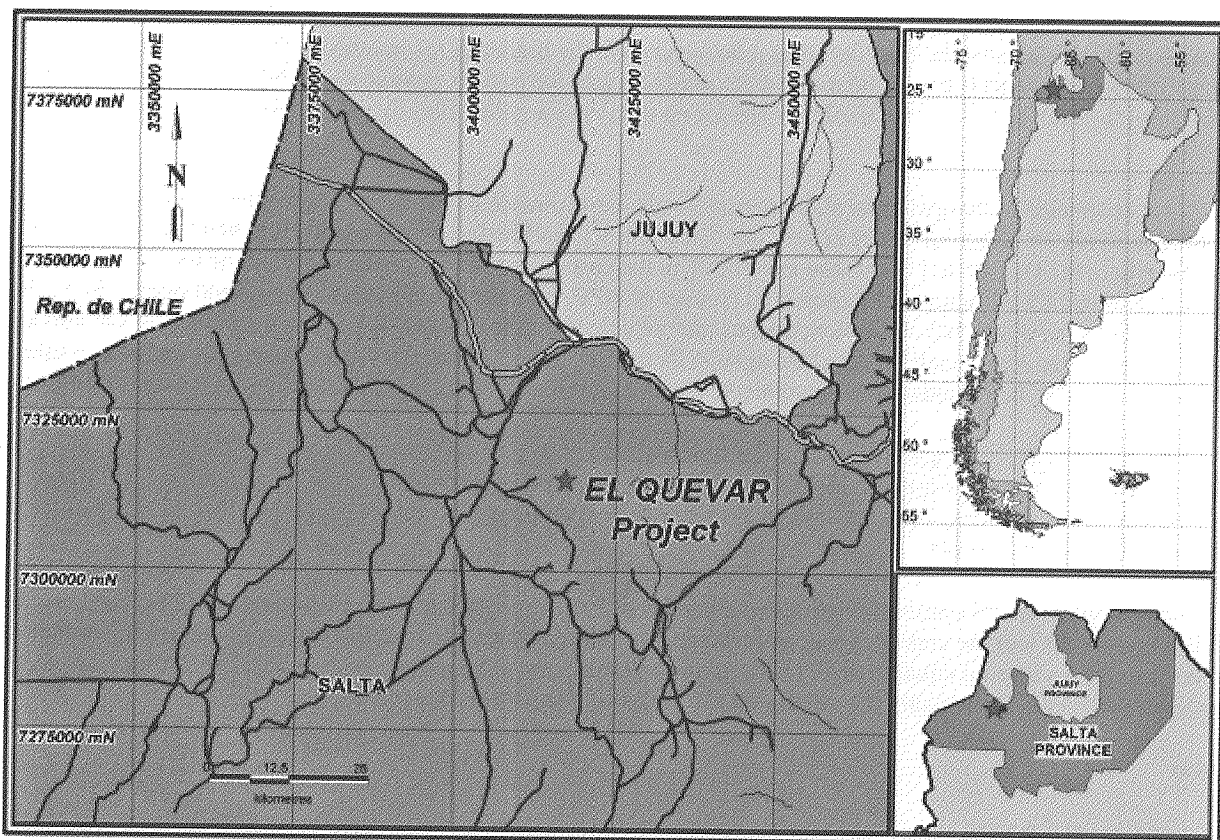 3350000 mE
3375000 mE
3400000 mE
3425000 mE
3450000 mE
7375000 mN
N
JUJUY
7350000 mN
Rep. de CHILE
7325000 mN
EL QUEVAR
Project
7300000 mN
SALTA
7275000 mN
12.5
25
kilometres
-75 °
-70 °
-65 °
-60 °
-55 °
25 °
30 °
35 °
40 °
45 °
50 °
55 °
JUJUY
PROVINCE
SALTA
PROVINCE